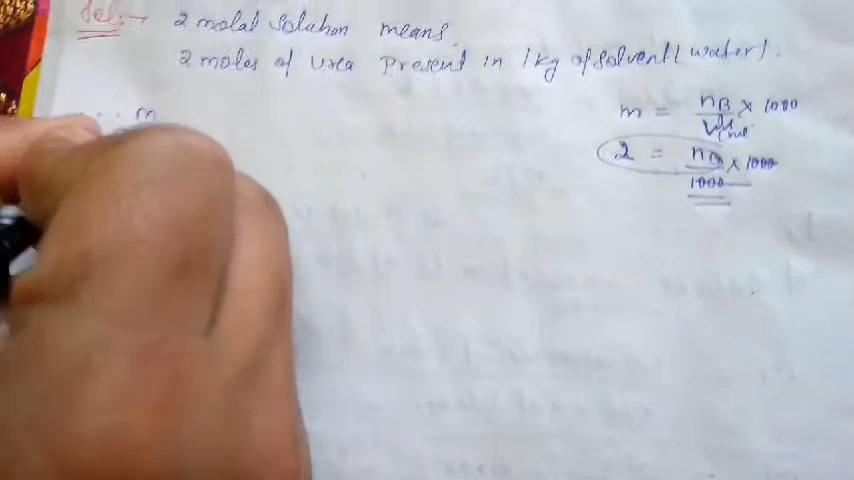 Sol:→ 2 molal solution means
2 moles of Urea Present in 1kg of solvent (water).
m
m = nB × 1000
2 = nB × 1000
1000